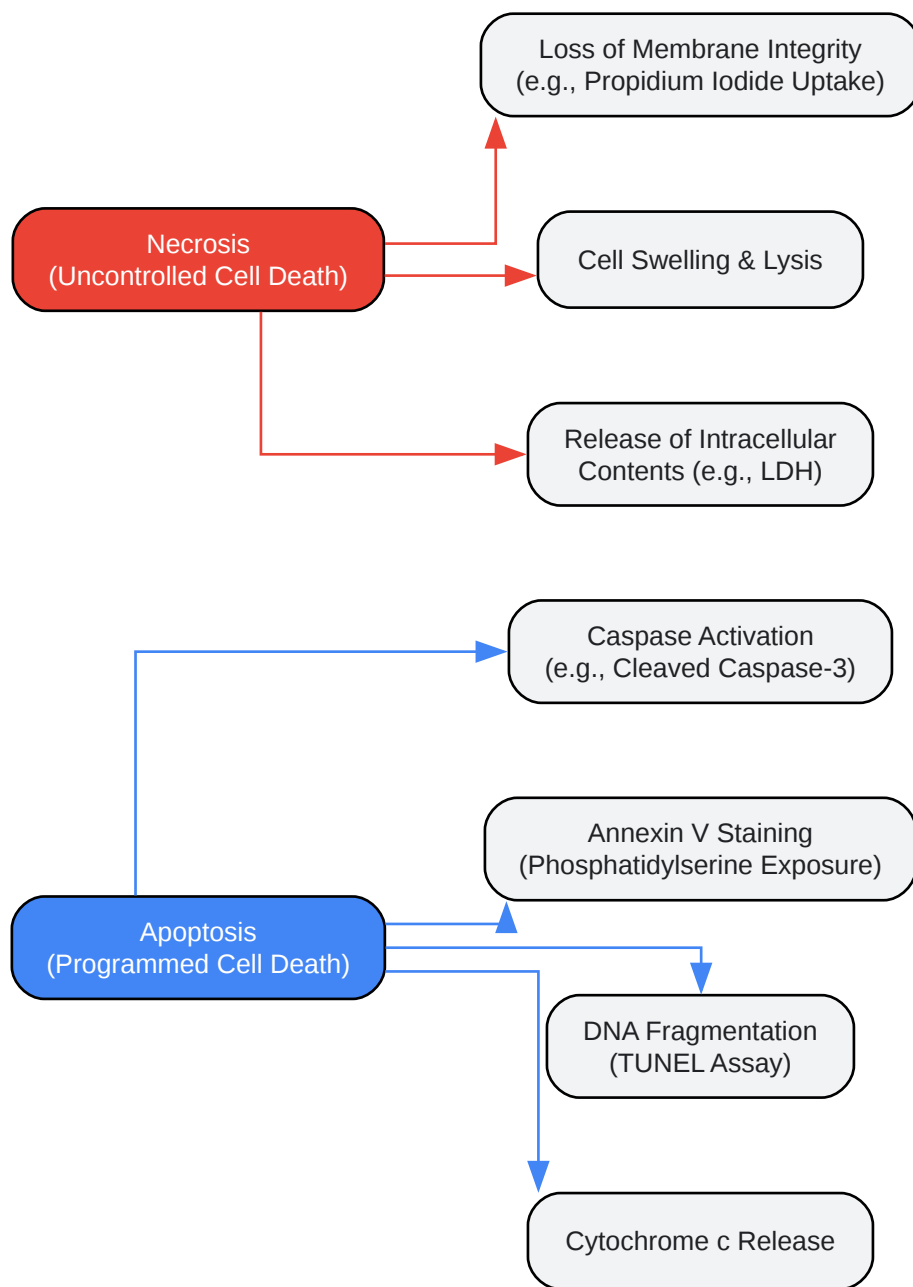 Loss of Membrane Integrity
(e.g., Propidium Iodide Uptake)
Necrosis
(Uncontrolled Cell Death)
Cell Swelling & Lysis
Release of Intracellular
Contents (e.g., LDH)
Caspase Activation
(e.g., Cleaved Caspase-3)
Annexin V Staining
(Phosphatidylserine Exposure)
Apoptosis
(Programmed Cell Death)
DNA Fragmentation
(TUNEL Assay)
Cytochrome c Release